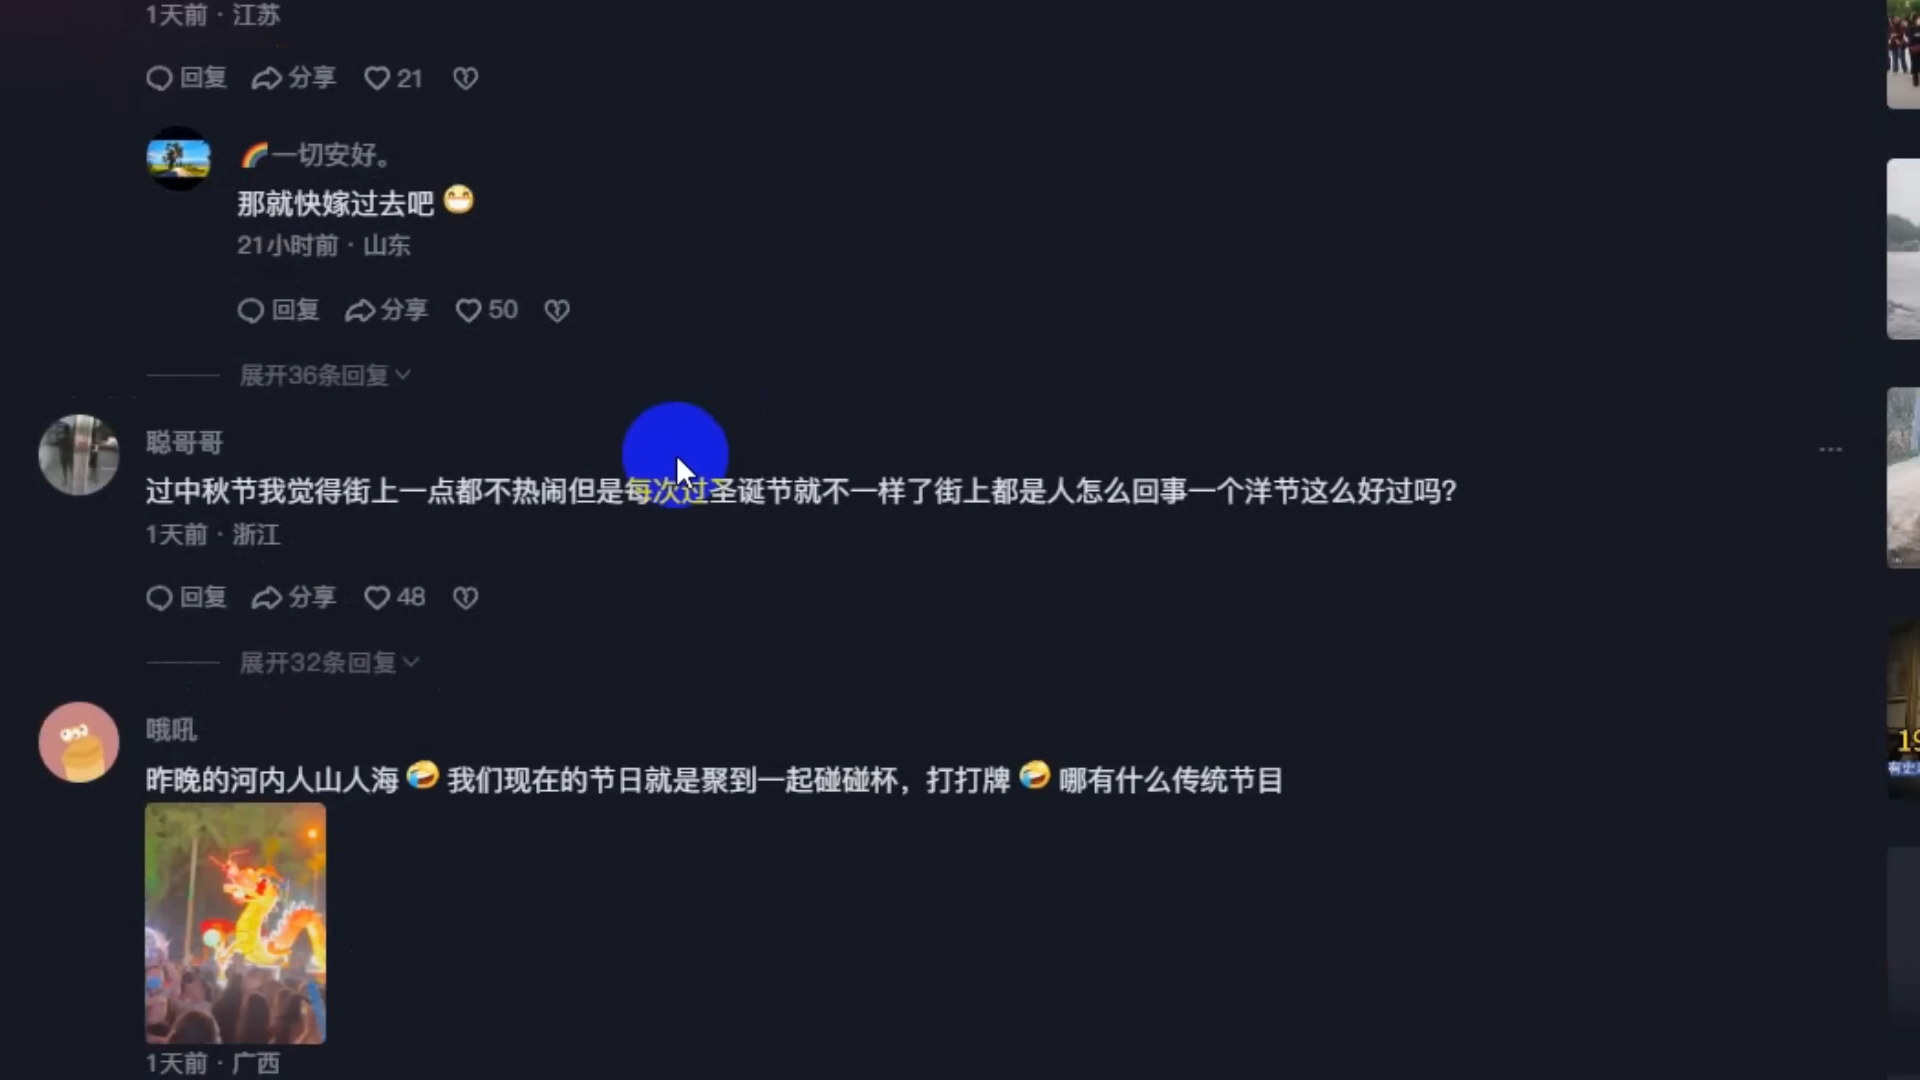 1天前 · 江苏
回复 分享 21
🌈一切安好。
那就快嫁过去吧😁
21小时前 · 山东
回复 分享 50
展开36条回复
聪哥哥
过中秋节我觉得街上一点都不热闹但是每次过圣诞节就不一样了街上都是人怎么回事一个洋节这么好过吗?
1天前 · 浙江
回复 分享 48
展开32条回复
哦吼
昨晚的河内人山人海🤣我们现在的节日就是聚到一起碰碰杯，打打牌🤣哪有什么传统节目
1天前 · 广西